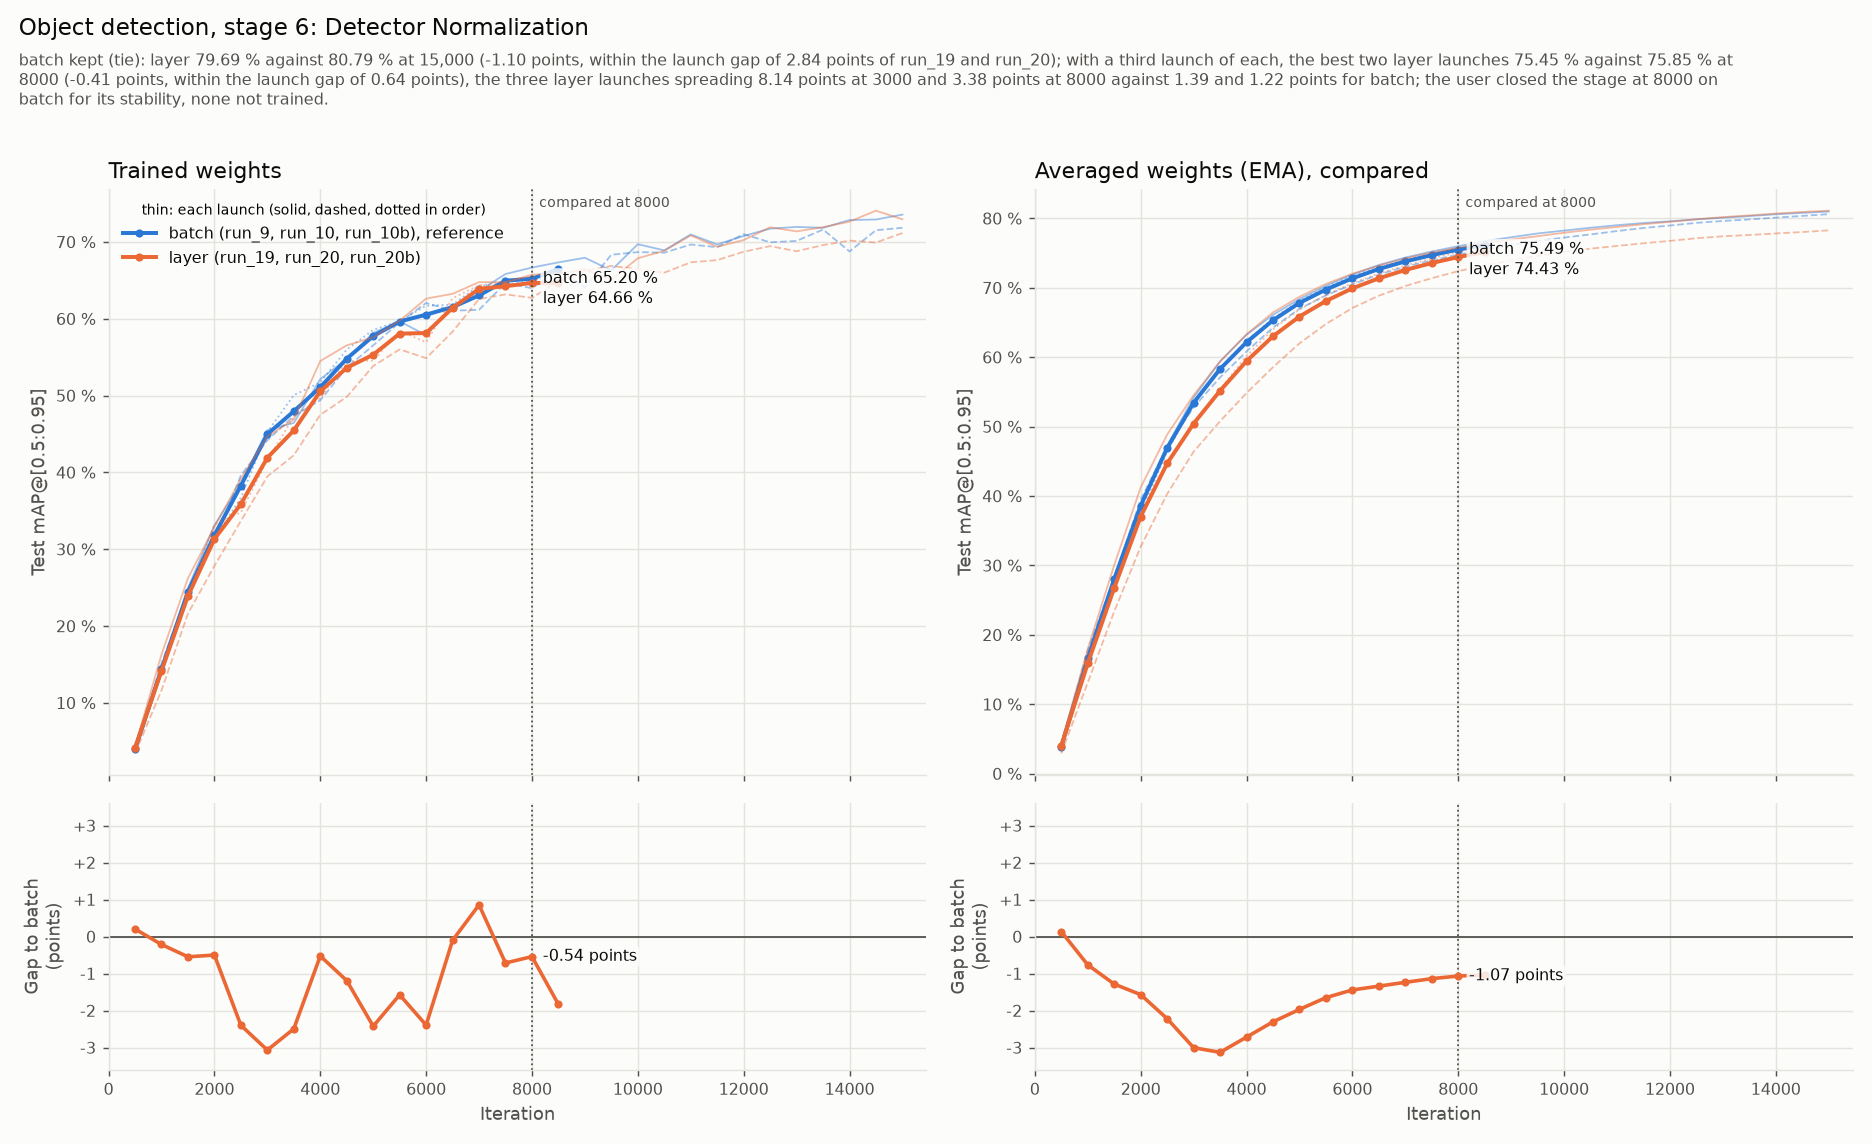 Object detection, stage 6: Detector Normalization
batch kept (tie): layer 79.69 % against 80.79 % at 15,000 (-1.10 points, within the launch gap of 2.84 points of run_19 and run_20); with a third launch of each, the best two layer launches 75.45 % against 75.85 % at
8000 (-0.41 points, within the launch gap of 0.64 points), the three layer launches spreading 8.14 points at 3000 and 3.38 points at 8000 against 1.39 and 1.22 points for batch; the user closed the stage at 8000 on
batch for its stability, none not trained.
Trained weights
thin: each launch (solid, dashed, dotted in order)
batch (run_9, run_10, run_10b), reference
layer (run_19, run_20, run_20b)
compared at 8000
batch 65.20 %
layer 64.66 %
Test mAP@[0.5:0.95]
70 %
60 %
50 %
40 %
30 %
20 %
10 %
Averaged weights (EMA), compared
compared at 8000
batch 75.49 %
layer 74.43 %
Test mAP@[0.5:0.95]
80 %
70 %
60 %
50 %
40 %
30 %
20 %
10 %
0 %
Gap to batch
(points)
+3
+2
+1
0
-1
-2
-3
-0.54 points
0 2000 4000 6000 8000 10000 12000 14000
Iteration
Gap to batch
(points)
+3
+2
+1
0
-1
-2
-3
-1.07 points
0 2000 4000 6000 8000 10000 12000 14000
Iteration